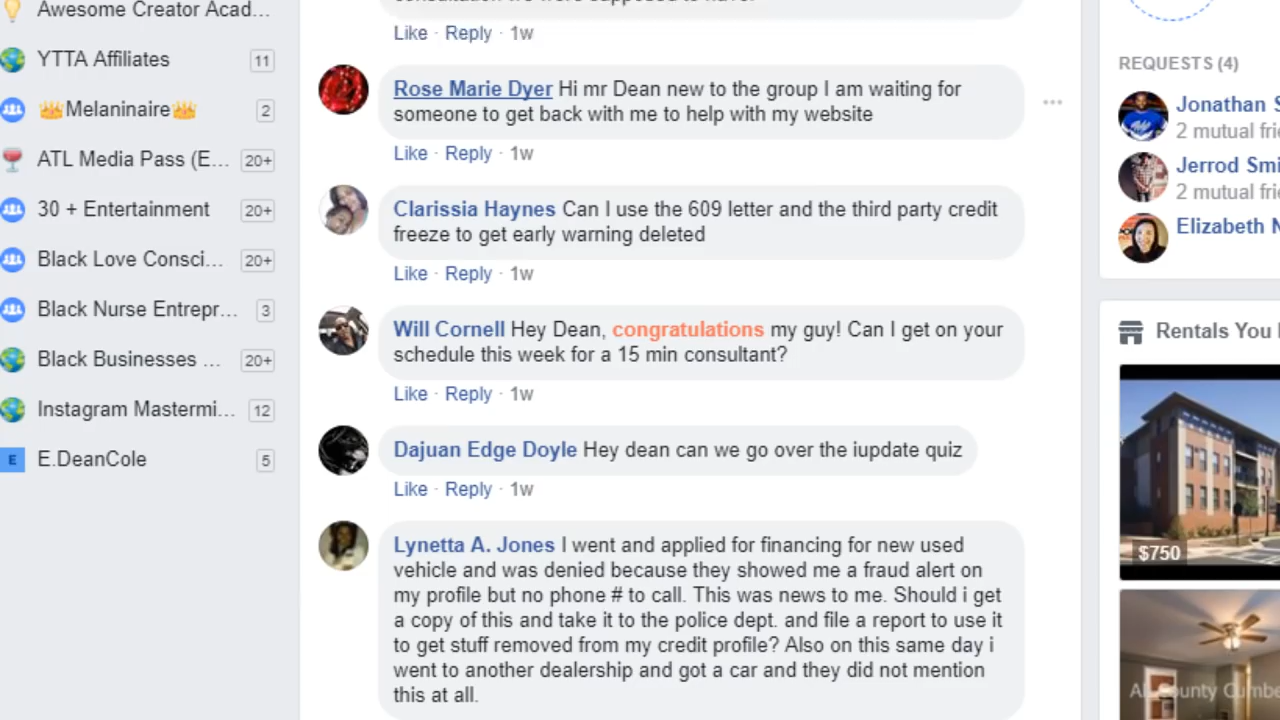 Awesome Creator Acad...
YTTA Affiliates 11
👑Melaninaire👑 2
ATL Media Pass (E... 20+
30 + Entertainment 20+
Black Love Consci... 20+
Black Nurse Entrepr... 3
Black Businesses ... 20+
Instagram Mastermi... 12
E E.DeanCole 5
Like · Reply · 1w
Rose Marie Dyer Hi mr Dean new to the group I am waiting for
someone to get back with me to help with my website
Like · Reply · 1w
Clarissia Haynes Can I use the 609 letter and the third party credit
freeze to get early warning deleted
Like · Reply · 1w
Will Cornell Hey Dean, congratulations my guy! Can I get on your
schedule this week for a 15 min consultant?
Like · Reply · 1w
Dajuan Edge Doyle Hey dean can we go over the iupdate quiz
Like · Reply · 1w
Lynetta A. Jones I went and applied for financing for new used
vehicle and was denied because they showed me a fraud alert on
my profile but no phone # to call. This was news to me. Should i get
a copy of this and take it to the police dept. and file a report to use it
to get stuff removed from my credit profile? Also on this same day i
went to another dealership and got a car and they did not mention
this at all.
REQUESTS (4)
Jonathan S
2 mutual frie
Jerrod Smi
2 mutual frie
Elizabeth N
Rentals You
$750
County Cumbe